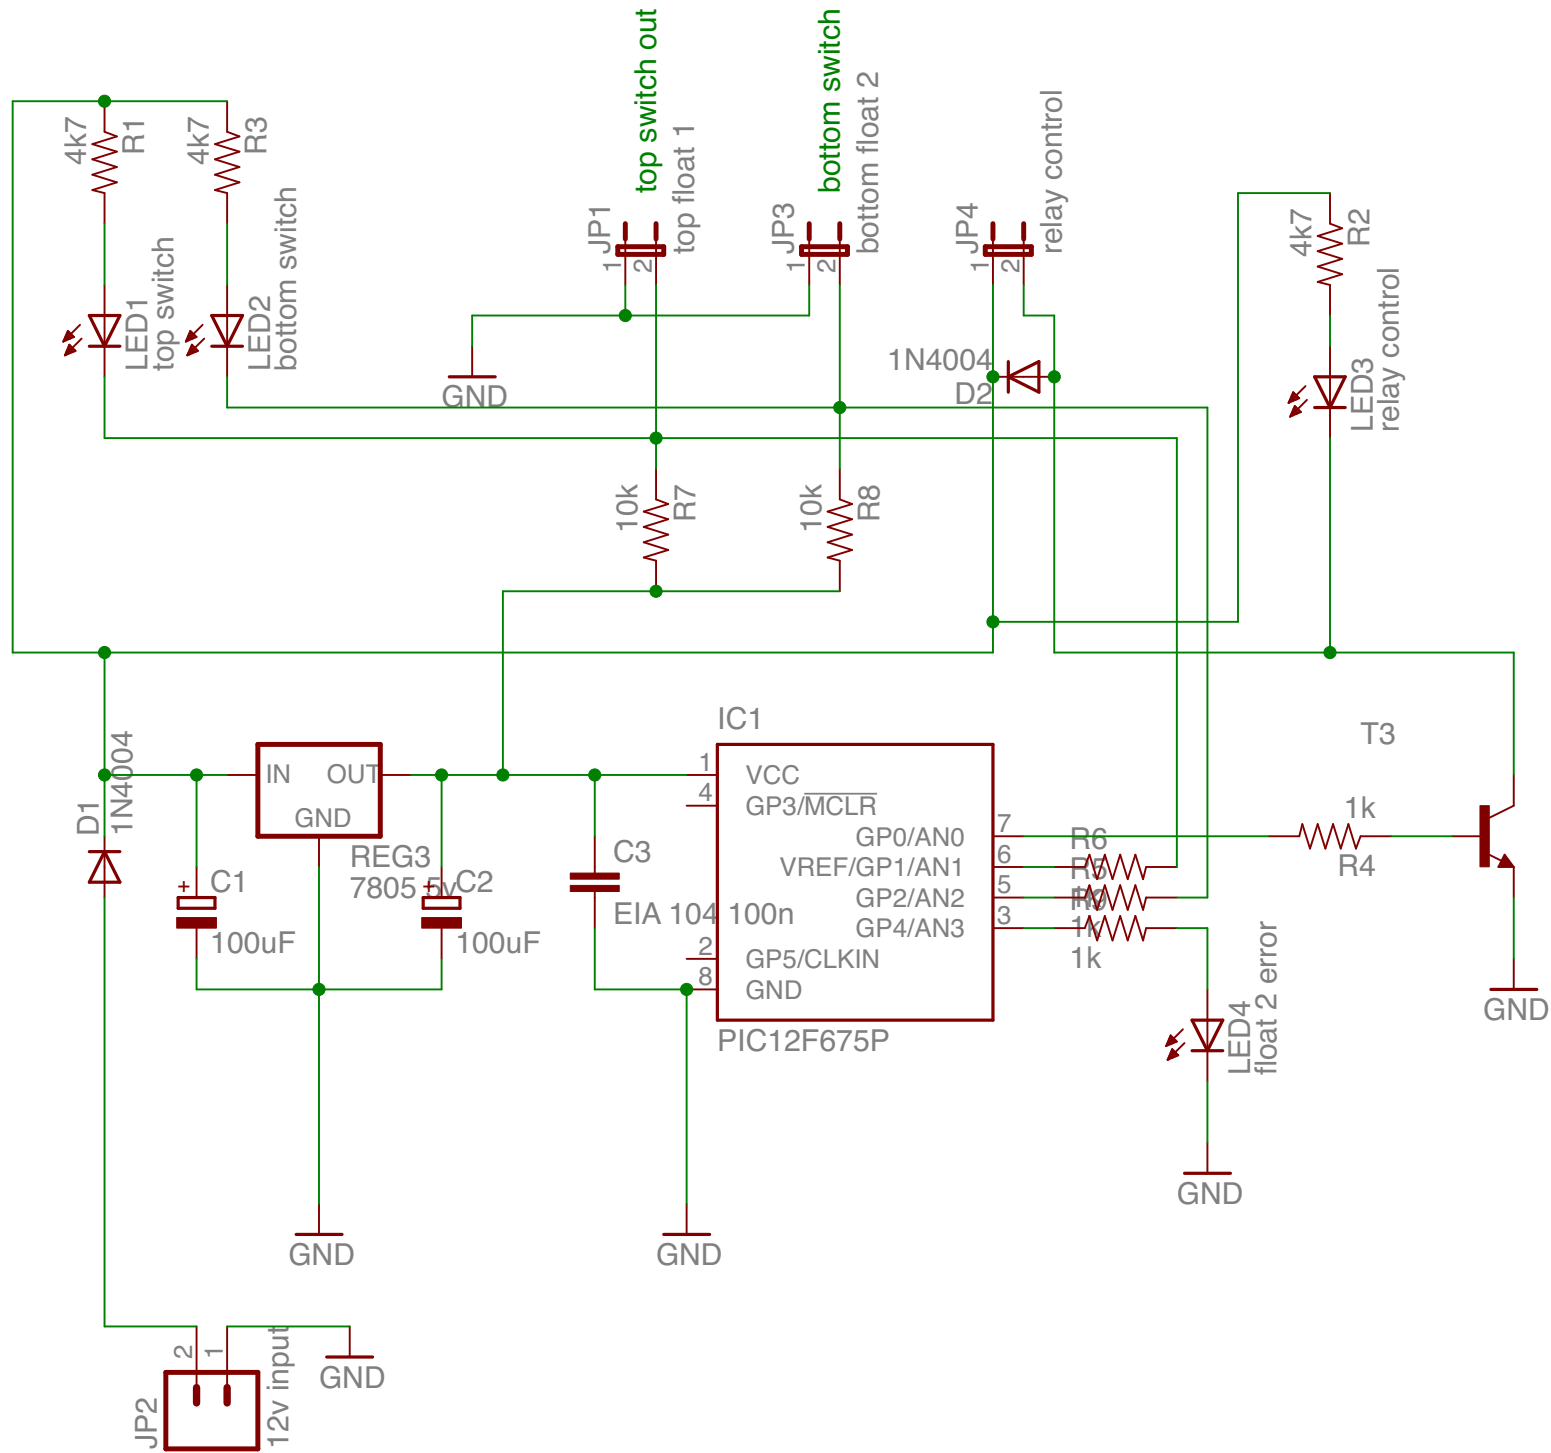 top switch out
top float 1
bottom switch
bottom float 2
relay control
4k7
R1
4k7
R3
JP1
1
2
JP3
1
2
JP4
1
2
4k7
R2
LED1
top switch
LED2
bottom switch
GND
1N4004
D2
LED3
relay control
10k
R7
10k
R8
IC1
T3
D1
1N4004
IN
OUT
GND
REG3
7805 5v
C1
100uF
C2
100uF
C3
EIA 104 100n
1
VCC
4
GP3/MCLR
7
GP0/AN0
6
VREF/GP1/AN1
5
GP2/AN2
3
GP4/AN3
2
GP5/CLKIN
8
GND
PIC12F675P
R6
R5
1k
1k
1k
R4
LED4
float 2 error
GND
GND
GND
GND
GND
2
1
JP2
12v input